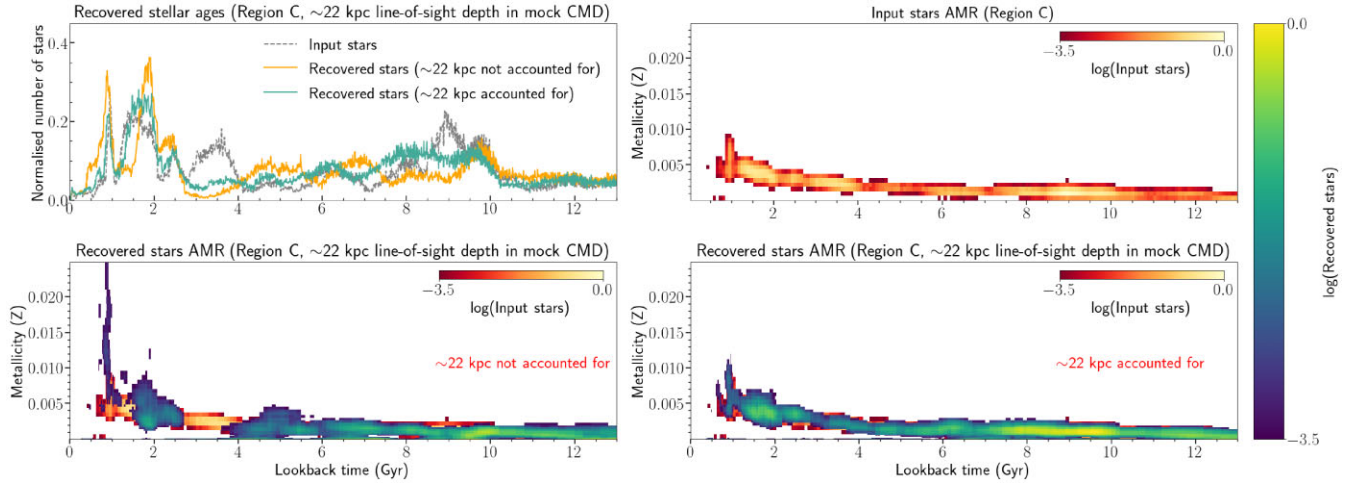 Recovered stellar ages (Region C, ~22 kpc line-of-sight depth in mock CMD)
Normalised number of stars
0.4
0.2
0.0
Input stars
Recovered stars (~22 kpc not accounted for)
Recovered stars (~22 kpc accounted for)
0 2 4 6 8 10 12
Input stars AMR (Region C)
Metallicity (Z)
0.020
0.015
0.010
0.005
−3.5 0.0
log(Input stars)
2 4 6 8 10 12
Recovered stars AMR (Region C, ~22 kpc line-of-sight depth in mock CMD)
Metallicity (Z)
0.020
0.015
0.010
0.005
−3.5 0.0
log(Input stars)
~22 kpc not accounted for
0 2 4 6 8 10 12
Lookback time (Gyr)
Recovered stars AMR (Region C, ~22 kpc line-of-sight depth in mock CMD)
Metallicity (Z)
0.020
0.015
0.010
0.005
−3.5 0.0
log(Input stars)
~22 kpc accounted for
0 2 4 6 8 10 12
Lookback time (Gyr)
0.0
log(Recovered stars)
−3.5